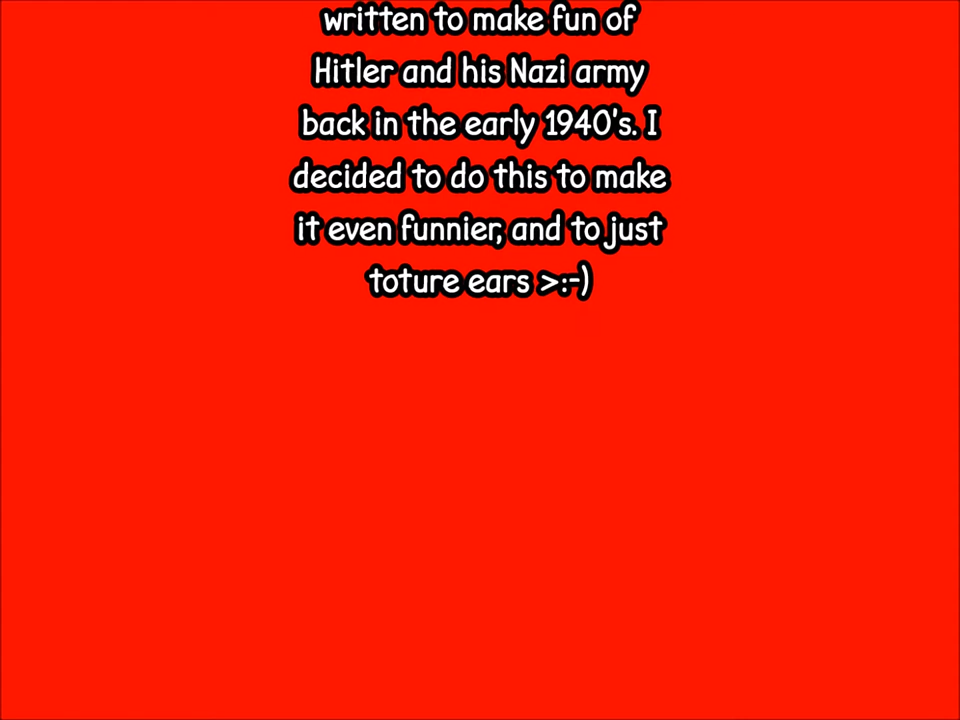 written to make fun of
Hitler and his Nazi army
back in the early 1940's. I
decided to do this to make
it even funnier, and to just
toture ears >:-)